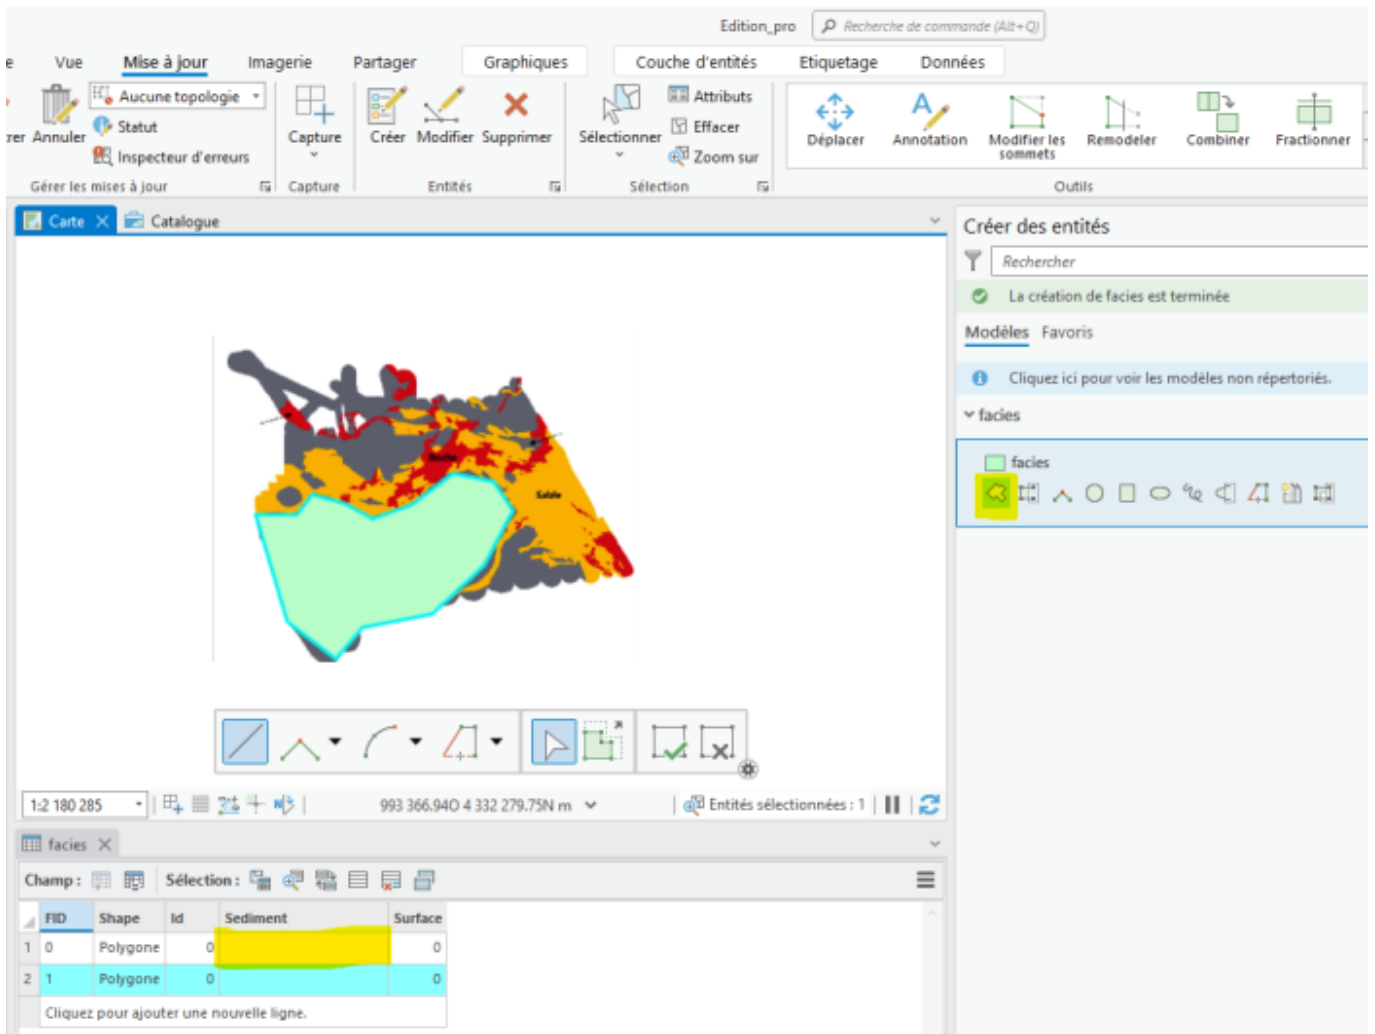 Edition_pro
Recherche de commande (Alt+Q)
Vue Mise à jour Imagerie Partager Graphiques Couche d'entités Etiquetage Données
Aucune topologie
Statut
Inspecteur d'erreurs
Annuler
Gérer les mises à jour
Capture
Capture
Créer Modifier Supprimer
Entités
Sélectionner
Attributs
Effacer
Zoom sur
Sélection
Déplacer Annotation Modifier les sommets Remodeler Combiner Fractionner
Outils
Carte Catalogue
Roche
Sable
1:2 180 285
993 366.94O 4 332 279.75N m
Entités sélectionnées : 1
facies
Champ : Sélection :
FID Shape Id Sediment Surface
1 0 Polygone 0 0
2 1 Polygone 0 0
Cliquez pour ajouter une nouvelle ligne.
Créer des entités
Rechercher
La création de facies est terminée
Modèles Favoris
Cliquez ici pour voir les modèles non répertoriés.
facies
facies